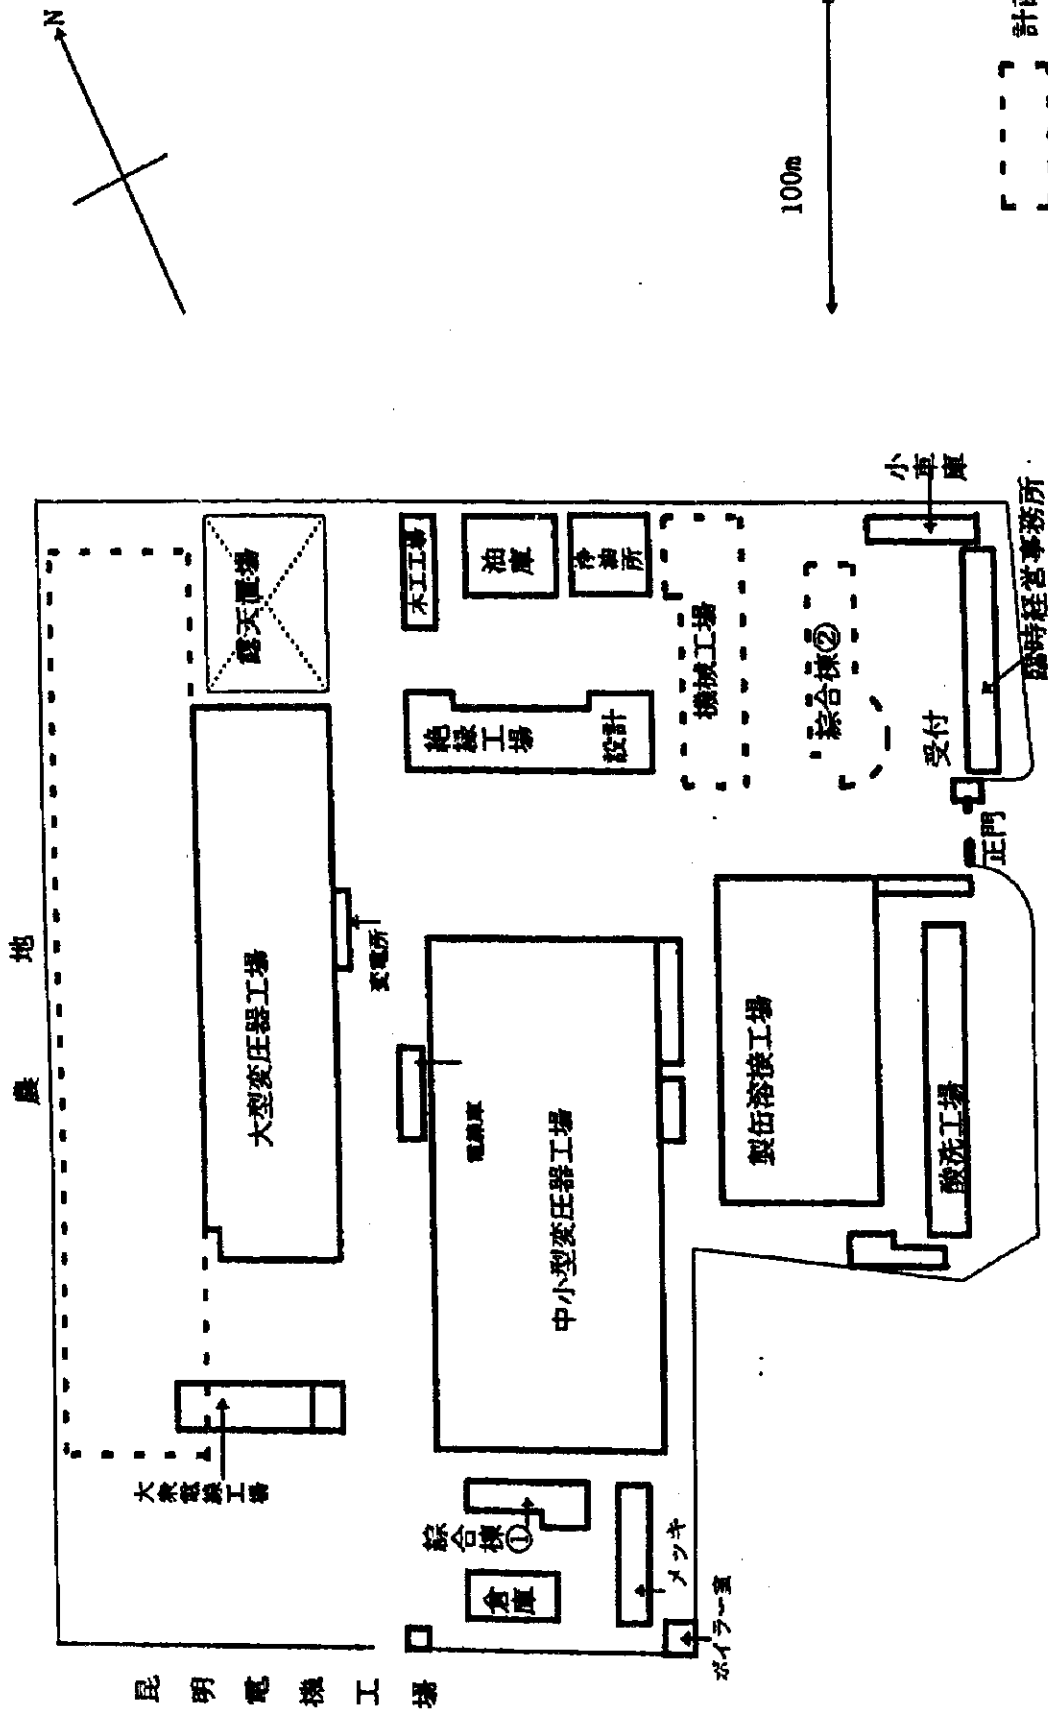 N
100m
計
農地
露天置場
木工工場
油庫
浄油所
小車庫
大型変圧器工場
変電所
絶縁工場
設計
機械工場
綜合棟②
受付
臨時経営事務所
正門
電源庫
中小型変圧器工場
製缶溶接工場
酸洗工場
大衆電線工場
綜合棟①
倉庫
メッキ
ボイラー室
昆明電機工場